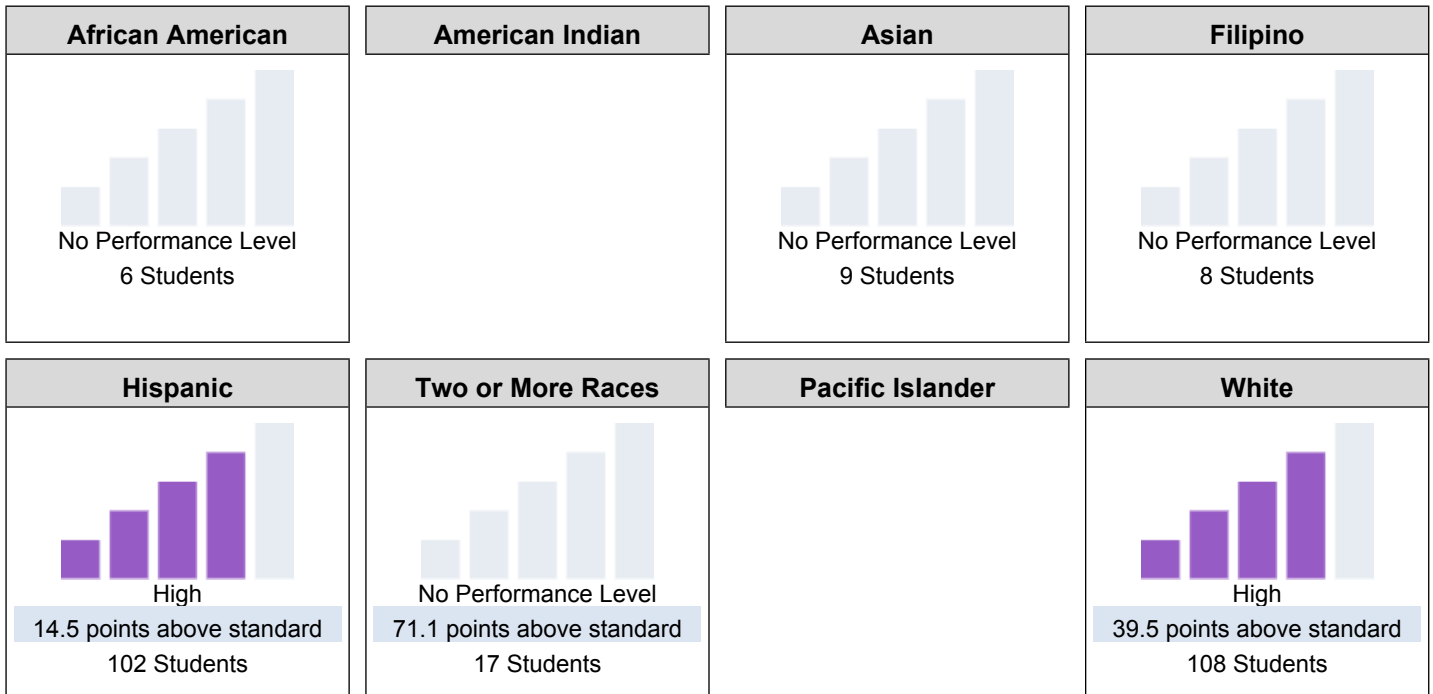 African American
No Performance Level
6 Students
American Indian
Asian
No Performance Level
9 Students
Filipino
No Performance Level
8 Students
Hispanic
High
14.5 points above standard
102 Students
Two or More Races
No Performance Level
71.1 points above standard
17 Students
Pacific Islander
White
High
39.5 points above standard
108 Students